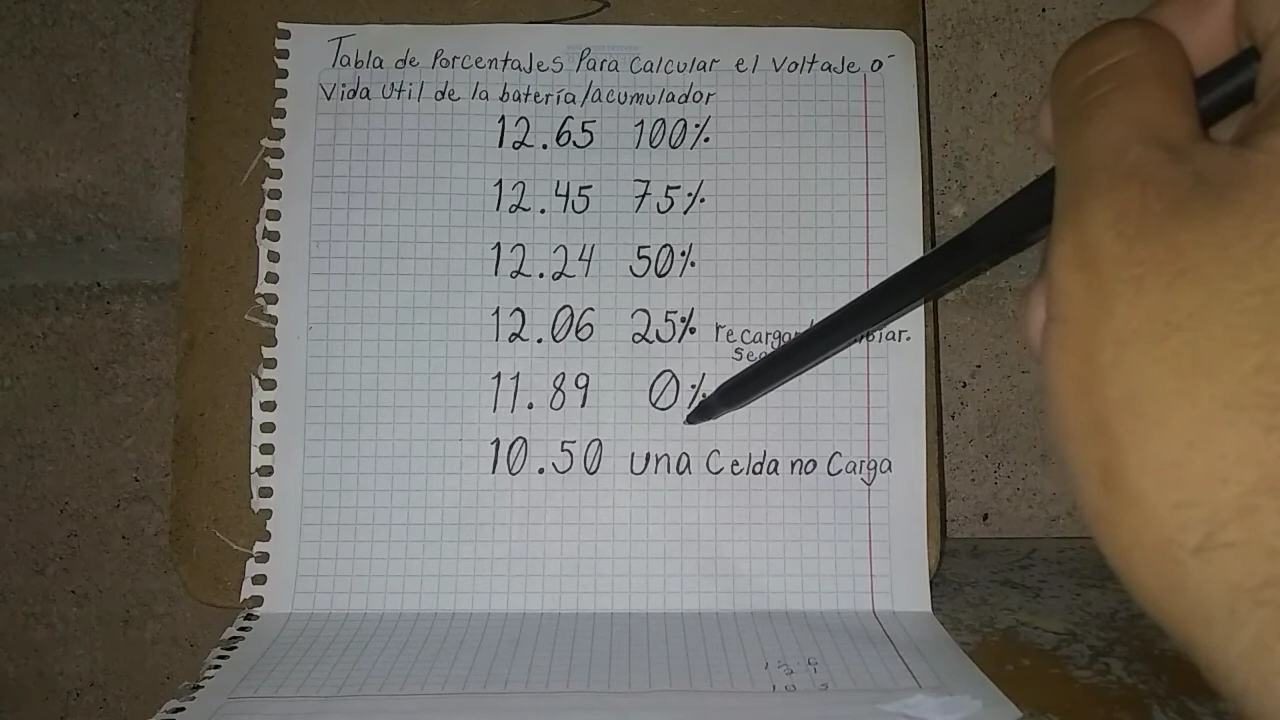 Tabla de Porcentajes Para Calcular el Voltaje o
Vida Util de la batería/acumulador
12.65 100%
12.45 75%
12.24 50%
12.06 25%
11.89 0%
10.50 una Celda no Carga